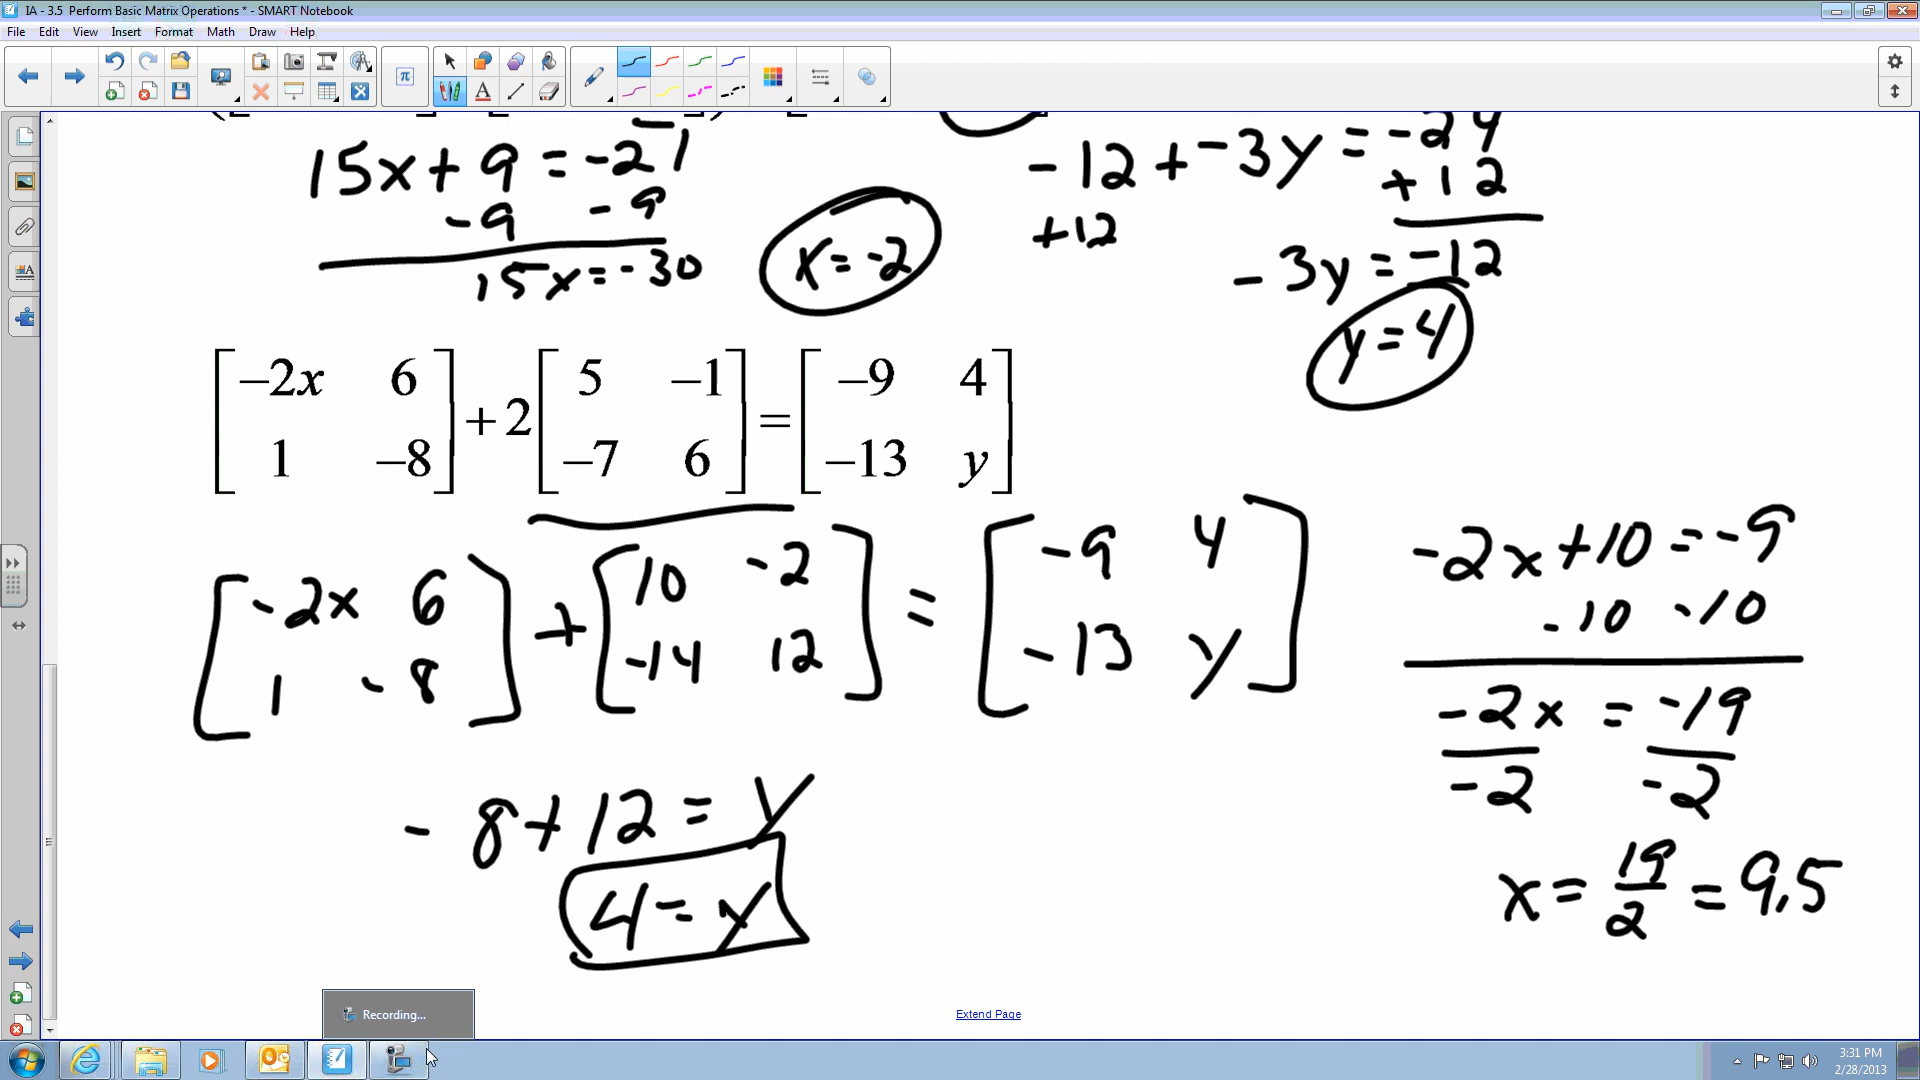 IA - 3.5 Perform Basic Matrix Operations * - SMART Notebook
File Edit View Insert Format Math Draw Help
15x + 9 = -21
-9 -9
15x = -30
x = -2
-12 + -3y = -24
+12 +12
-3y = -12
y = 4
[-2x 6] + 2[5 -1] = [-9 4]
[1 -8] [-7 6] [-13 y]
[-2x 6] + [10 -2] = [-9 4]
[1 -8] [-14 12] [-13 y]
-8 + 12 = y
4 = y
-2x + 10 = -9
-10 -10
-2x = -19
-2 -2
x = 19/2 = 9.5
Recording...
Extend Page
3:31 PM
2/28/2013